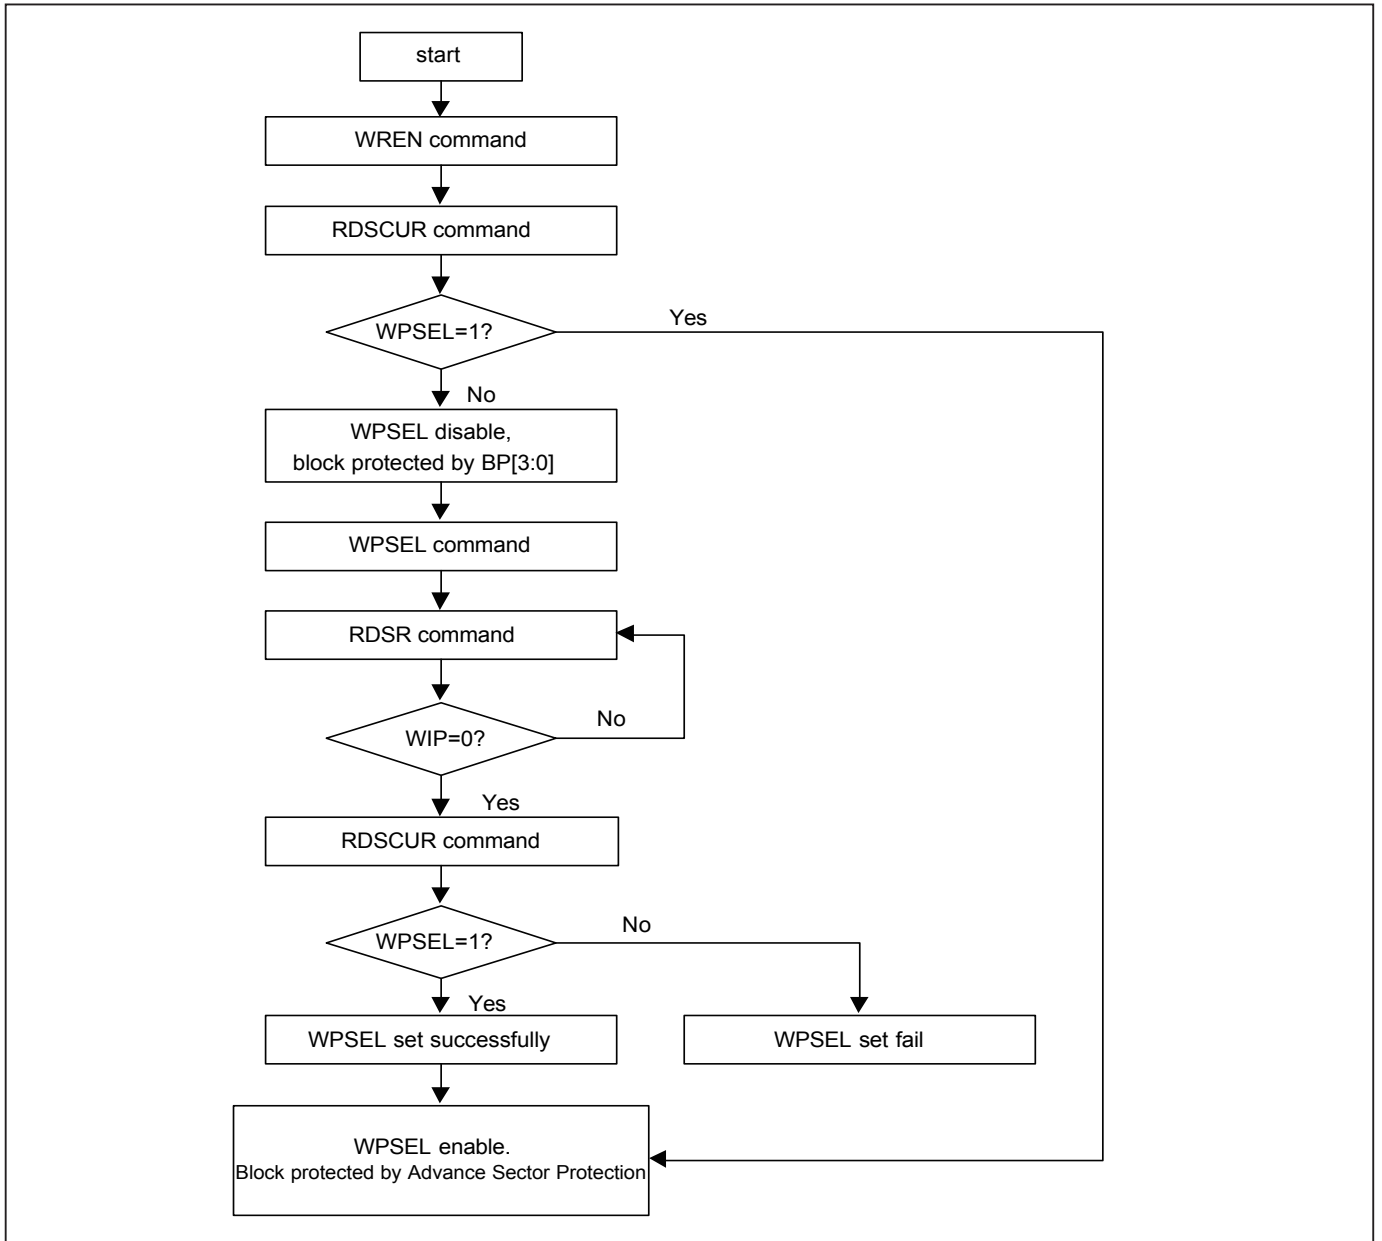 start
WREN command
RDSCUR command
WPSEL=1?
Yes
No
WPSEL disable,
block protected by BP[3:0]
WPSEL command
RDSR command
WIP=0?
No
Yes
RDSCUR command
WPSEL=1?
No
Yes
WPSEL set successfully
WPSEL set fail
WPSEL enable.
Block protected by Advance Sector Protection